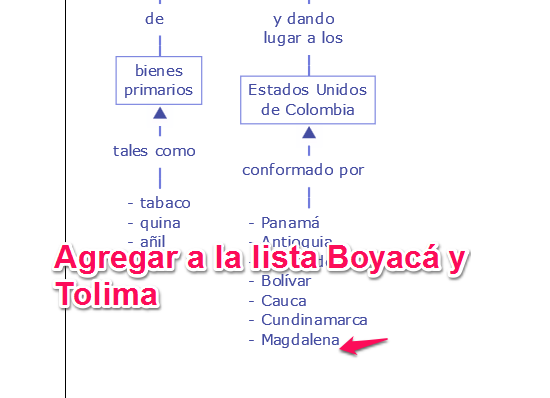 de
y dando
lugar a los
bienes
primarios
Estados Unidos
de Colombia
tales como
conformado por
- tabaco
- quina
- añil
- Panamá
- Antioquia
Agregar a la lista Boyacá y
Tolima
- Bolívar
- Cauca
- Cundinamarca
- Magdalena